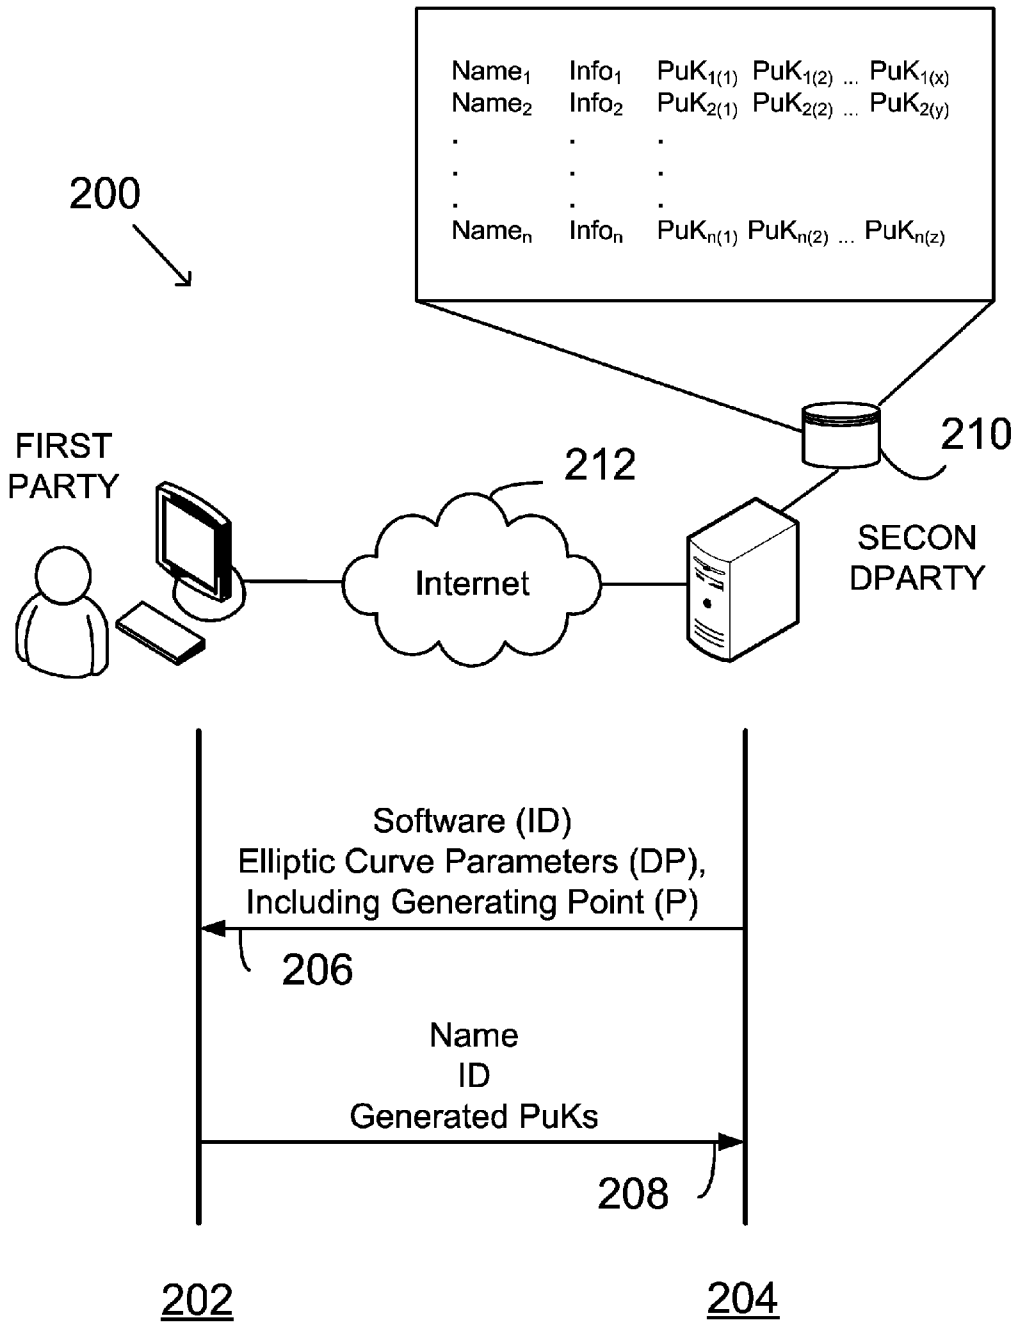 Name1 Info1 PuK1(1) PuK1(2) ... PuK1(x)
Name2 Info2 PuK2(1) PuK2(2) ... PuK2(y)
. . .
. . .
. . .
Namen Infon PuKn(1) PuKn(2) ... PuKn(z)
200
210
FIRST
PARTY
212
Internet
SECON
DPARTY
Software (ID)
Elliptic Curve Parameters (DP),
Including Generating Point (P)
206
Name
ID
Generated PuKs
208
202
204